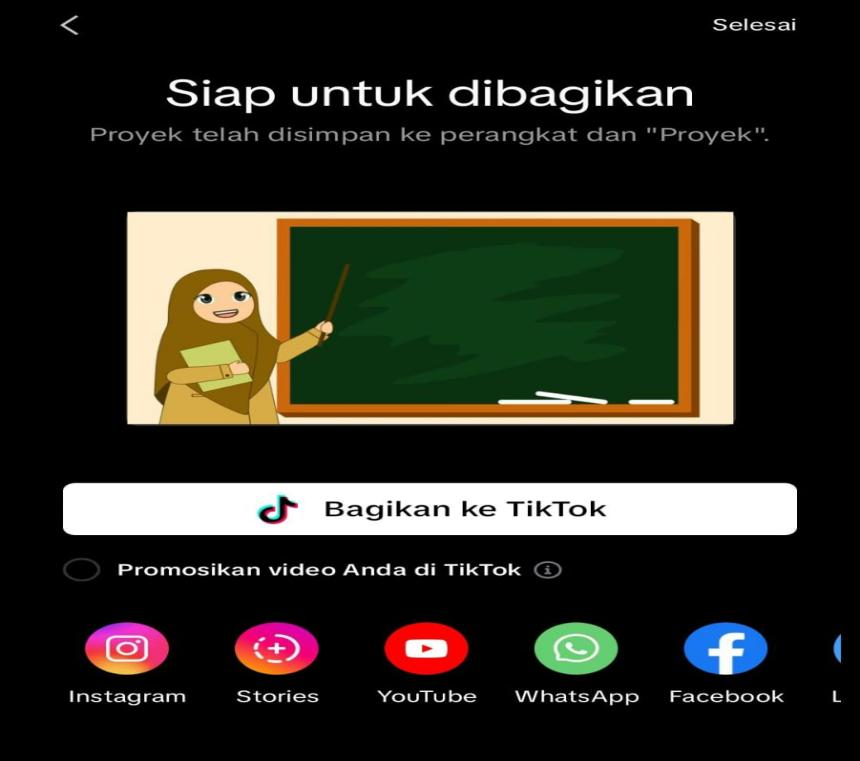 Selesai
Siap untuk dibagikan
Proyek telah disimpan ke perangkat dan "Proyek".
Bagikan ke TikTok
Promosikan video Anda di TikTok
Instagram Stories YouTube WhatsApp Facebook L